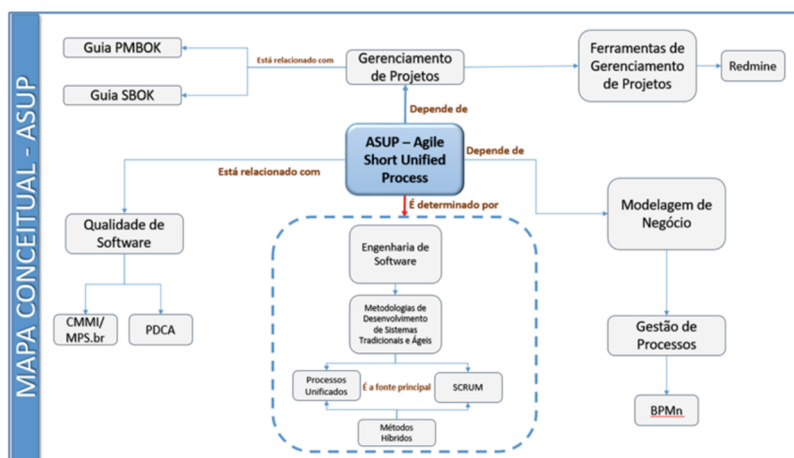 MAPA CONCEITUAL - ASUP
Guia PMBOK
Guia SBOK
Está relacionado com
Gerenciamento
de Projetos
Ferramentas de
Gerenciamento
de Projetos
Redmine
Depende de
ASUP – Agile
Short Unified
Process
Depende de
Está relacionado com
É determinado por
Qualidade de
Software
CMMI/
MPS.br
PDCA
Engenharia de
Software
Metodologias de
Desenvolvimento
de Sistemas
Tradicionais e Ágeis
Processos
Unificados
É a fonte principal
SCRUM
Métodos
Híbridos
Modelagem de
Negócio
Gestão de
Processos
BPMn